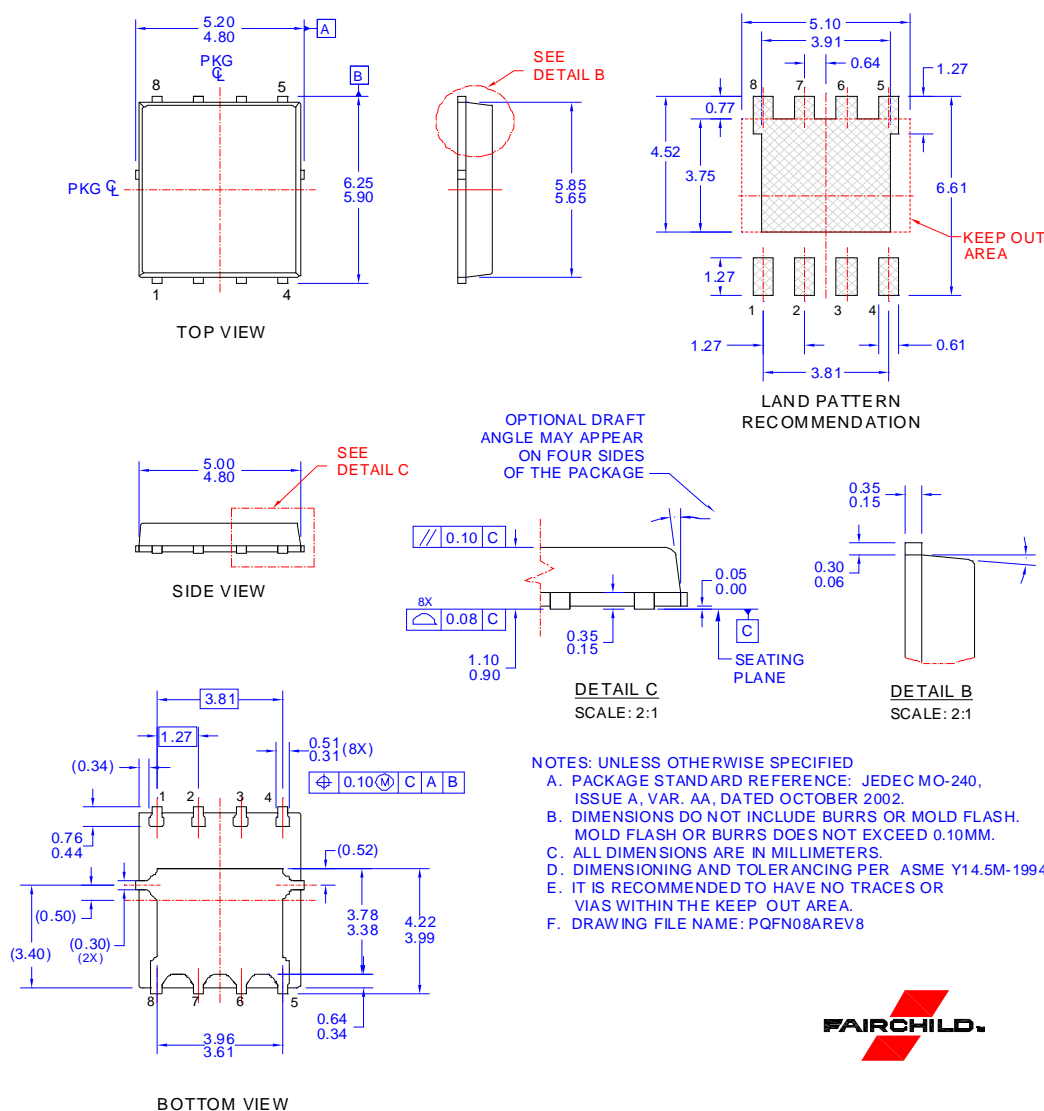 5.20
4.80
A
PKG
CL
B
8
5
PKG CL
6.25
5.90
1
4
TOP VIEW
SEE
DETAIL B
5.85
5.65
5.10
3.91
0.64
1.27
8
7
6
5
0.77
4.52
3.75
6.61
KEEP OUT
AREA
1.27
1
2
3
4
1.27
0.61
3.81
LAND PATTERN
RECOMMENDATION
5.00
4.80
SEE
DETAIL C
SIDE VIEW
OPTIONAL DRAFT
ANGLE MAY APPEAR
ON FOUR SIDES
OF THE PACKAGE
// 0.10 C
8X
0.08 C
1.10
0.90
0.35
0.15
0.05
0.00
C
SEATING
PLANE
DETAIL C
SCALE: 2:1
0.35
0.15
0.30
0.06
DETAIL B
SCALE: 2:1
3.81
1.27
0.51
0.31 (8X)
⌖ 0.10 Ⓜ C A B
(0.34)
1
2
3
4
0.76
0.44
(0.52)
(0.50)
(0.30)
(2X)
(3.40)
3.78
3.38
4.22
3.99
8
7
6
5
0.64
0.34
3.96
3.61
BOTTOM VIEW
NOTES: UNLESS OTHERWISE SPECIFIED
A. PACKAGE STANDARD REFERENCE: JEDEC MO-240,
ISSUE A, VAR. AA, DATED OCTOBER 2002.
B. DIMENSIONS DO NOT INCLUDE BURRS OR MOLD FLASH.
MOLD FLASH OR BURRS DOES NOT EXCEED 0.10MM.
C. ALL DIMENSIONS ARE IN MILLIMETERS.
D. DIMENSIONING AND TOLERANCING PER ASME Y14.5M-1994
E. IT IS RECOMMENDED TO HAVE NO TRACES OR
VIAS WITHIN THE KEEP OUT AREA.
F. DRAWING FILE NAME: PQFN08AREV8
FAIRCHILD™